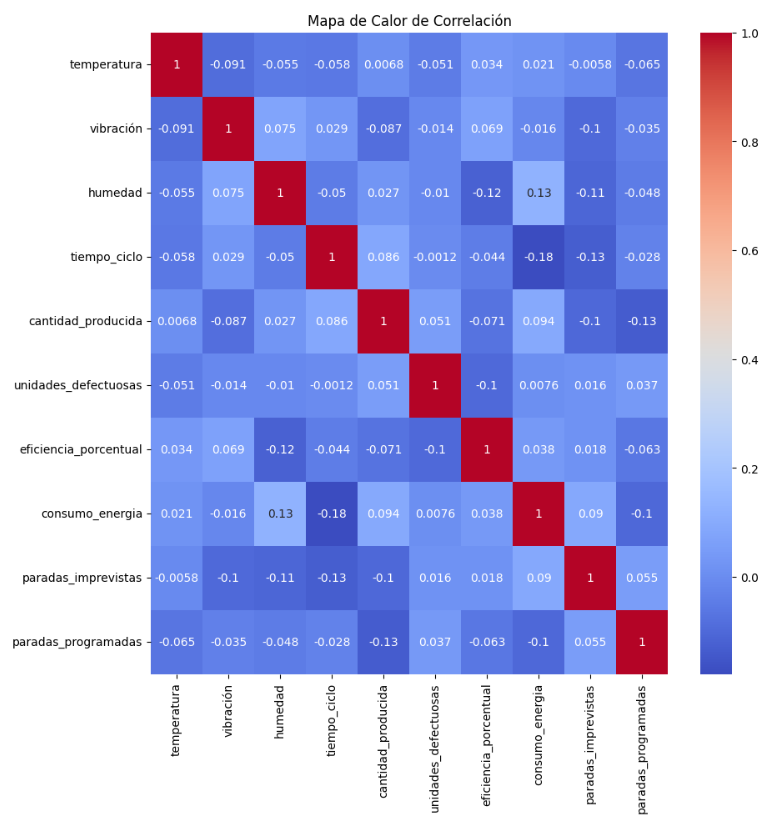 Mapa de Calor de Correlación
temperatura 1 -0.091 -0.055 -0.058 0.0068 -0.051 0.034 0.021 -0.0058 -0.065
vibración -0.091 1 0.075 0.029 -0.087 -0.014 0.069 -0.016 -0.1 -0.035
humedad -0.055 0.075 1 -0.05 0.027 -0.01 -0.12 0.13 -0.11 -0.048
tiempo_ciclo -0.058 0.029 -0.05 1 0.086 -0.0012 -0.044 -0.18 -0.13 -0.028
cantidad_producida 0.0068 -0.087 0.027 0.086 1 0.051 -0.071 0.094 -0.1 -0.13
unidades_defectuosas -0.051 -0.014 -0.01 -0.0012 0.051 1 -0.1 0.0076 0.016 0.037
eficiencia_porcentual 0.034 0.069 -0.12 -0.044 -0.071 -0.1 1 0.038 0.018 -0.063
consumo_energia 0.021 -0.016 0.13 -0.18 0.094 0.0076 0.038 1 0.09 -0.1
paradas_imprevistas -0.0058 -0.1 -0.11 -0.13 -0.1 0.016 0.018 0.09 1 0.055
paradas_programadas -0.065 -0.035 -0.048 -0.028 -0.13 0.037 -0.063 -0.1 0.055 1
temperatura
vibración
humedad
tiempo_ciclo
cantidad_producida
unidades_defectuosas
eficiencia_porcentual
consumo_energia
paradas_imprevistas
paradas_programadas
1.0
0.8
0.6
0.4
0.2
0.0